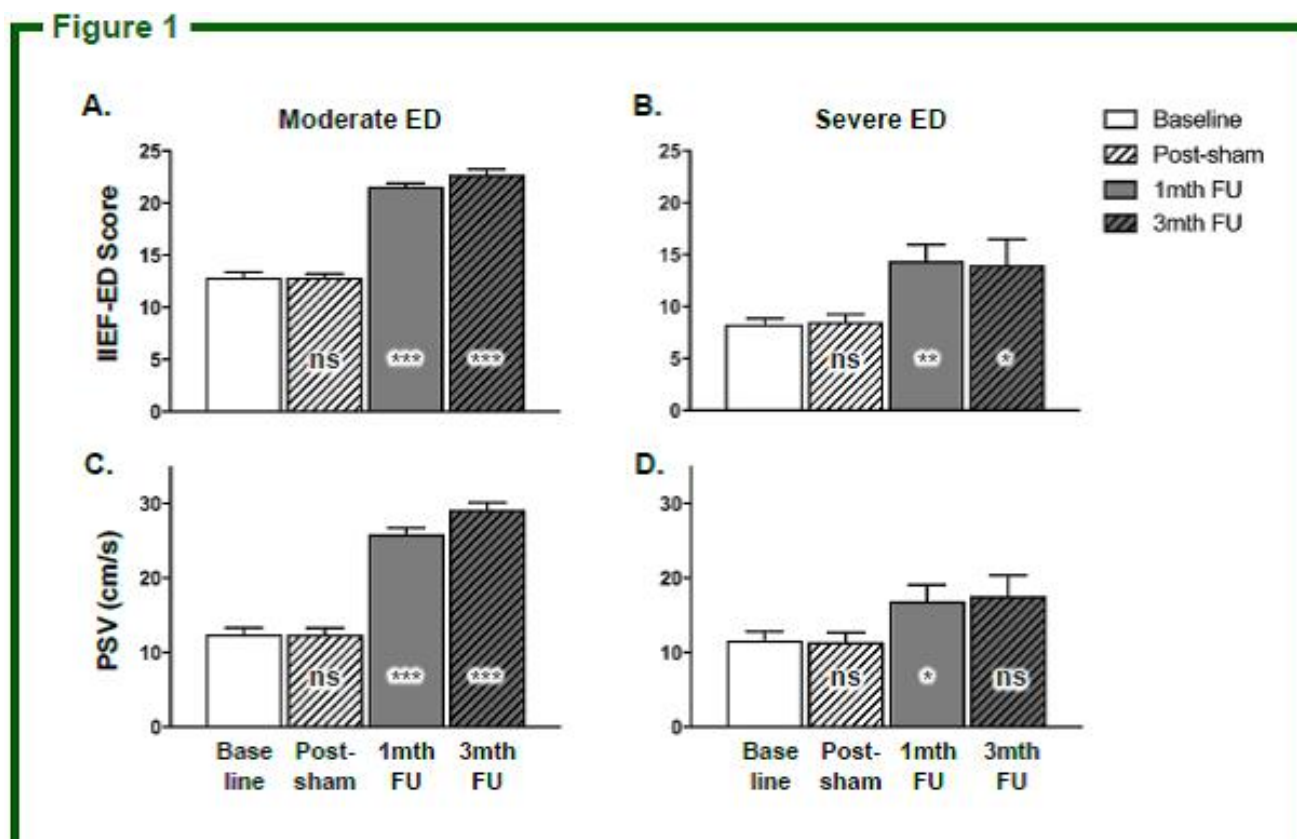 Figure 1
A.
Moderate ED
B.
Severe ED
Baseline
Post-sham
1mth FU
3mth FU
IIEF-ED Score
25
20
15
10
5
0
ns
***
***
25
20
15
10
5
0
ns
**
*
C.
PSV (cm/s)
30
20
10
0
ns
***
***
Base
line
Post-
sham
1mth
FU
3mth
FU
D.
30
20
10
0
ns
*
ns
Base
line
Post-
sham
1mth
FU
3mth
FU